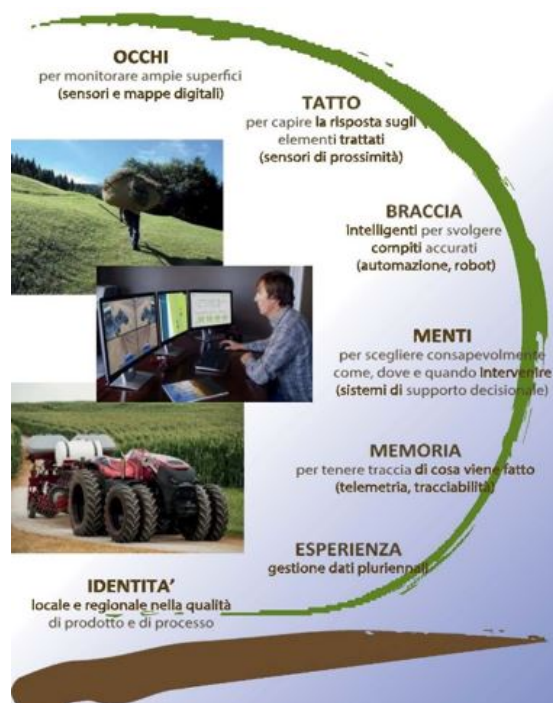 OCCHI
per monitorare ampie superfici
(sensori e mappe digitali)
TATTO
per capire la risposta sugli
elementi trattati
(sensori di prossimità)
BRACCIA
intelligenti per svolgere
compiti accurati
(automazione, robot)
MENTI
per scegliere consapevolmente
come, dove e quando intervenire
(sistemi di supporto decisionale)
MEMORIA
per tenere traccia di cosa viene fatto
(telemetria, tracciabilità)
ESPERIENZA
gestione dati pluriennali
IDENTITA'
locale e regionale nella qualità
di prodotto e di processo